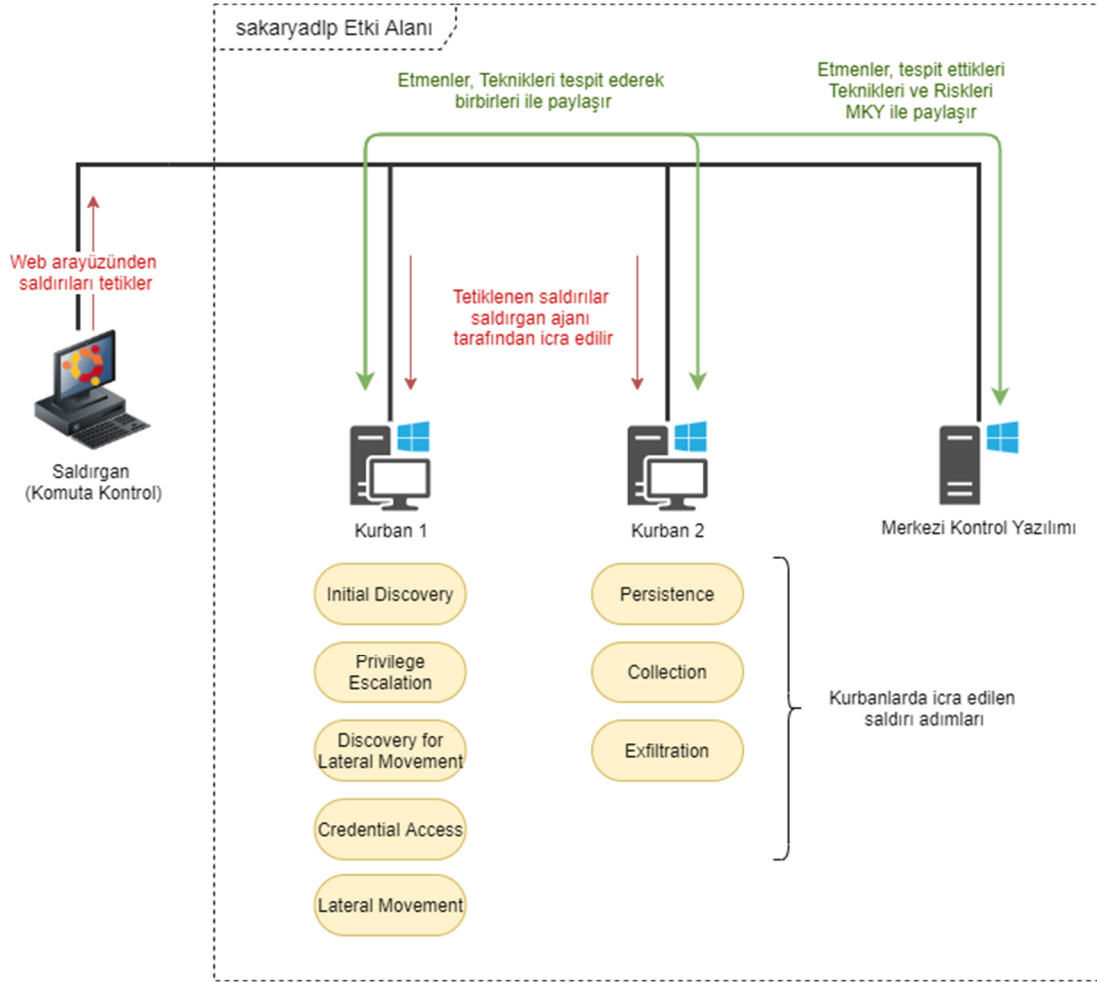 sakaryadlp Etki Alanı
Etmenler, Teknikleri tespit ederek
birbirleri ile paylaşır
Etmenler, tespit ettikleri
Teknikleri ve Riskleri
MKY ile paylaşır
Web arayüzünden
saldırıları tetikler
Tetiklenen saldırılar
saldırgan ajanı
tarafından icra edilir
Saldırgan
(Komuta Kontrol)
Kurban 1
Kurban 2
Merkezi Kontrol Yazılımı
Initial Discovery
Privilege
Escalation
Discovery for
Lateral Movement
Credential Access
Lateral Movement
Persistence
Collection
Exfiltration
Kurbanlarda icra edilen
saldırı adımları